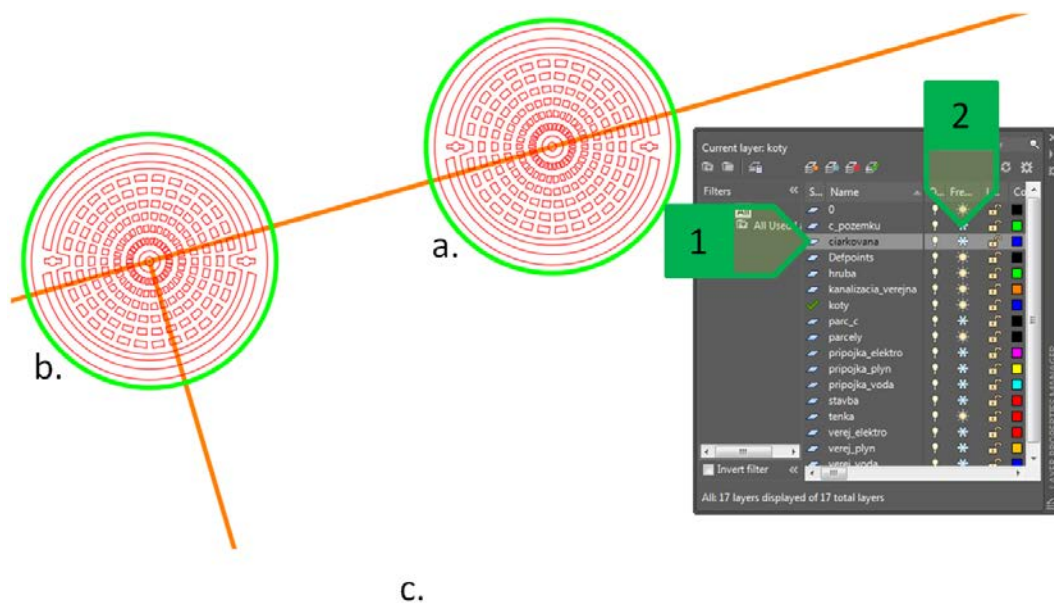 2
Current layer: koty
Filters
«
S... Name
Fre...
Co
0
All
All Used
c_pozemku
1
ciarkovana
Defpoints
hruba
kanalizacia_verejna
koty
parc_c
parcely
pripojka_elektro
pripojka_plyn
pripojka_voda
stavba
tenka
verej_elektro
verej_plyn
verej_voda
Invert filter «
All: 17 layers displayed of 17 total layers
LAYER PROPERTIES MANAGER
a.
b.
c.